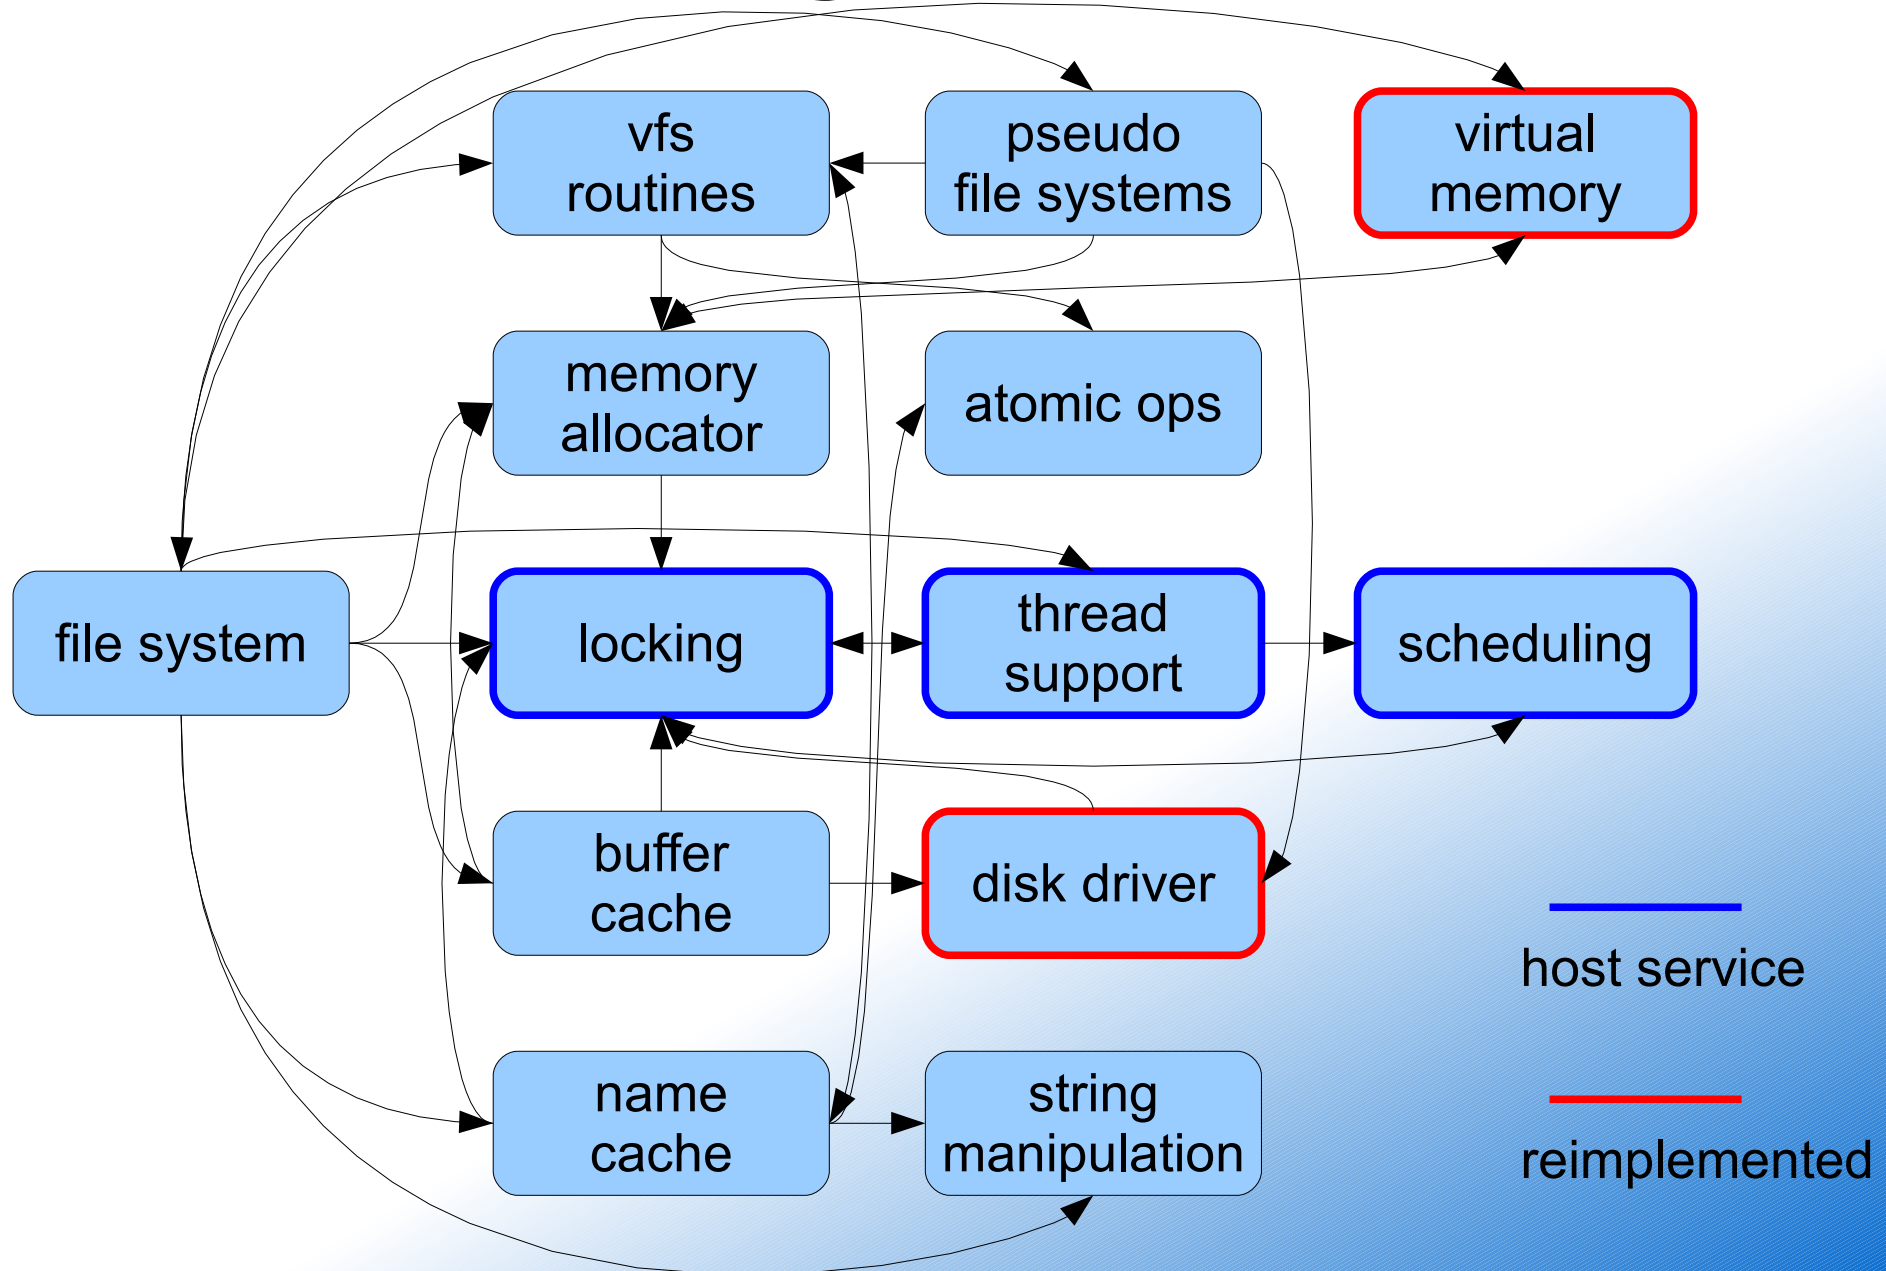 vfs
routines
pseudo
file systems
virtual
memory
memory
allocator
atomic ops
file system
locking
thread
support
scheduling
buffer
cache
disk driver
host service
name
cache
string
manipulation
reimplemented